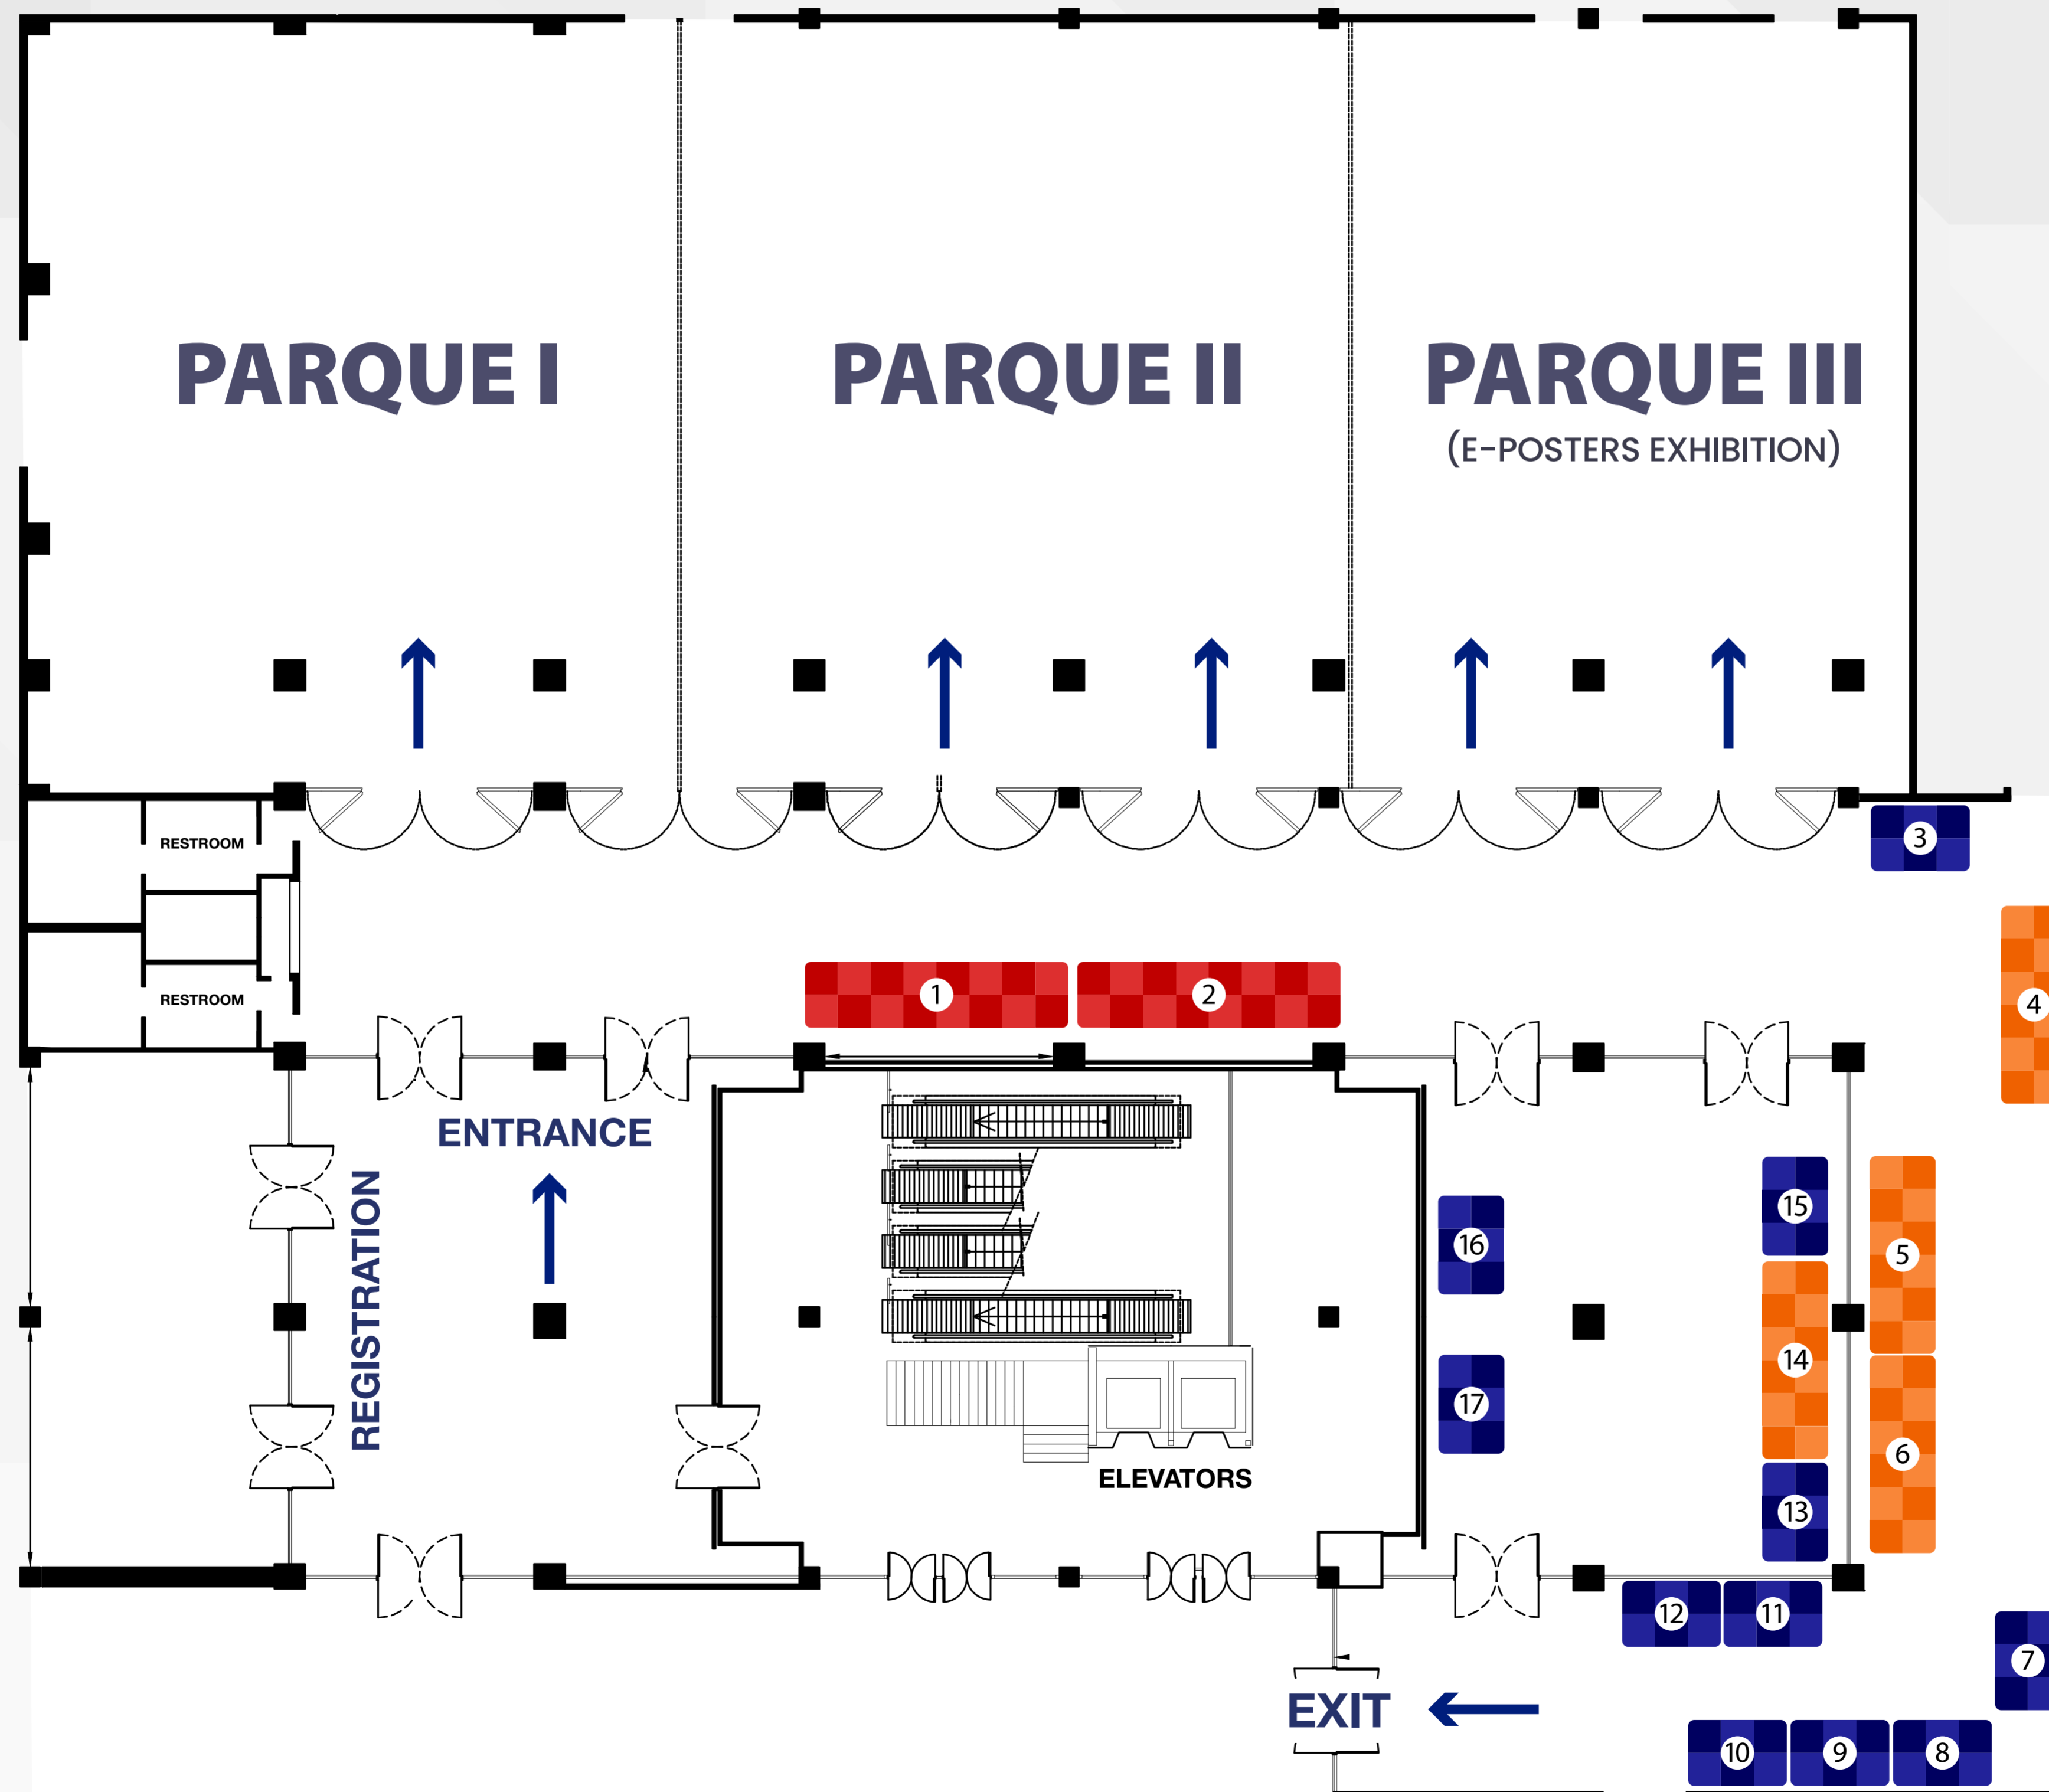 PARQUE I
PARQUE II
PARQUE III
(E-POSTERS EXHIBITION)
RESTROOM
3
4
1
2
RESTROOM
ENTRANCE
REGISTRATION
15
16
5
14
17
6
ELEVATORS
13
12
11
7
EXIT
10
9
8